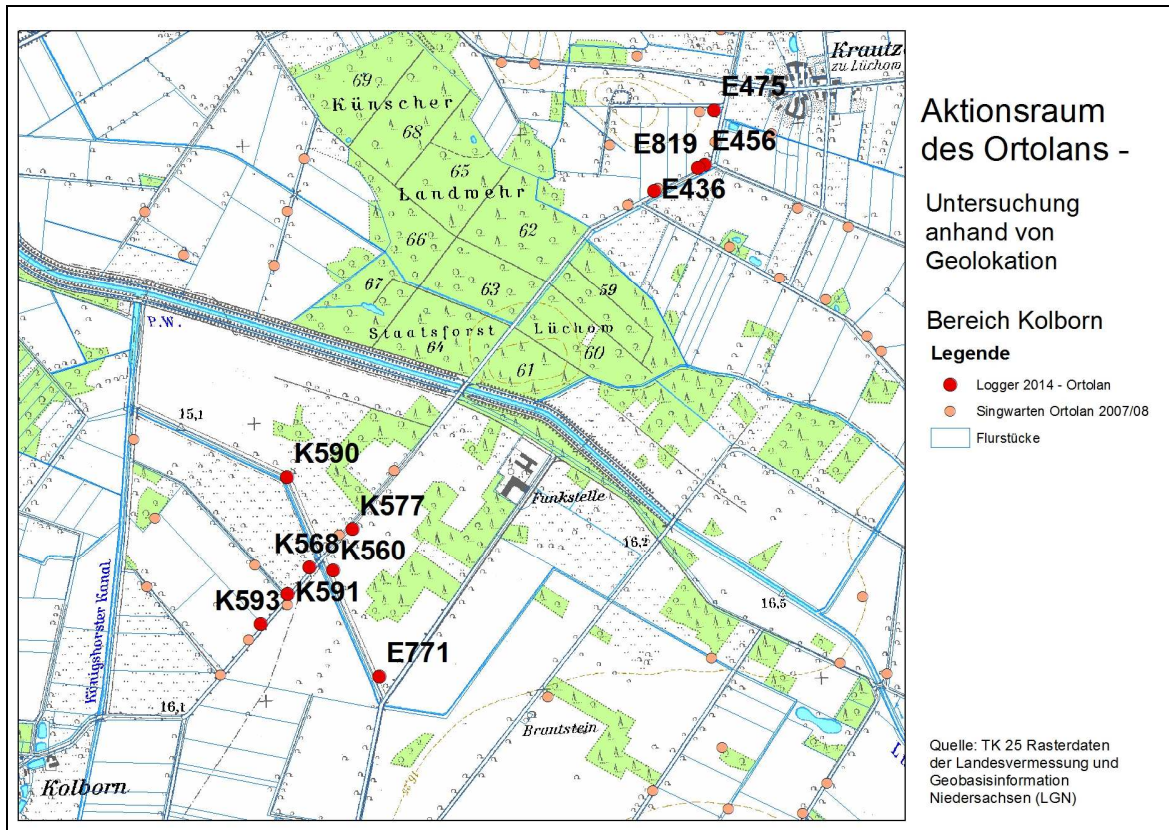 Aktionsraum
des Ortolans -
Untersuchung
anhand von
Geolokation
Bereich Kolborn
Legende
Logger 2014 - Ortolan
Singwarten Ortolan 2007/08
Flurstücke
Quelle: TK 25 Rasterdaten
der Landesvermessung und
Geobasisinformation
Niedersachsen (LGN)
Krautz
zu Lüchow
69
Künscher
68
65
Landwehr
62
66
67
63
59
Staatsforst Lüchow
64
60
61
P.W.
E475
E819
E456
E436
15,1
K590
K577
K568
K560
K591
K593
E771
Funkstelle
16,2
16,5
Königshorster Kanal
16,1
Brautstein
Kolborn